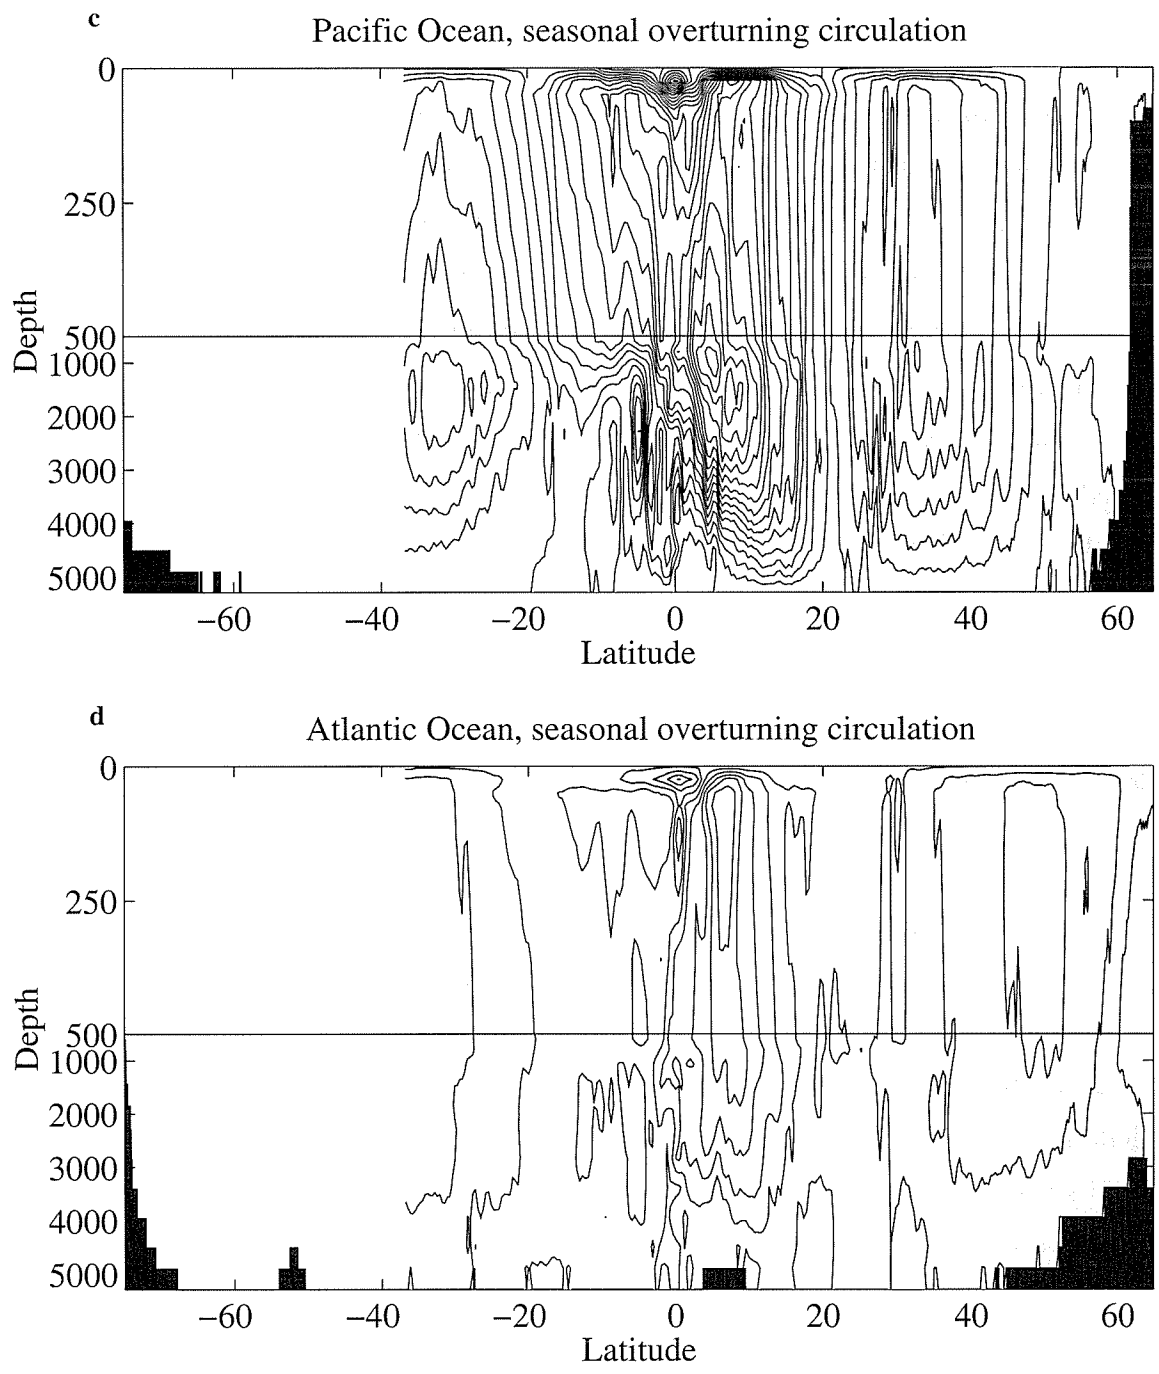 c
Pacific Ocean, seasonal overturning circulation
0
250
500
1000
2000
3000
4000
5000
Depth
−60 −40 −20 0 20 40 60
Latitude
d
Atlantic Ocean, seasonal overturning circulation
0
250
500
1000
2000
3000
4000
5000
Depth
−60 −40 −20 0 20 40 60
Latitude